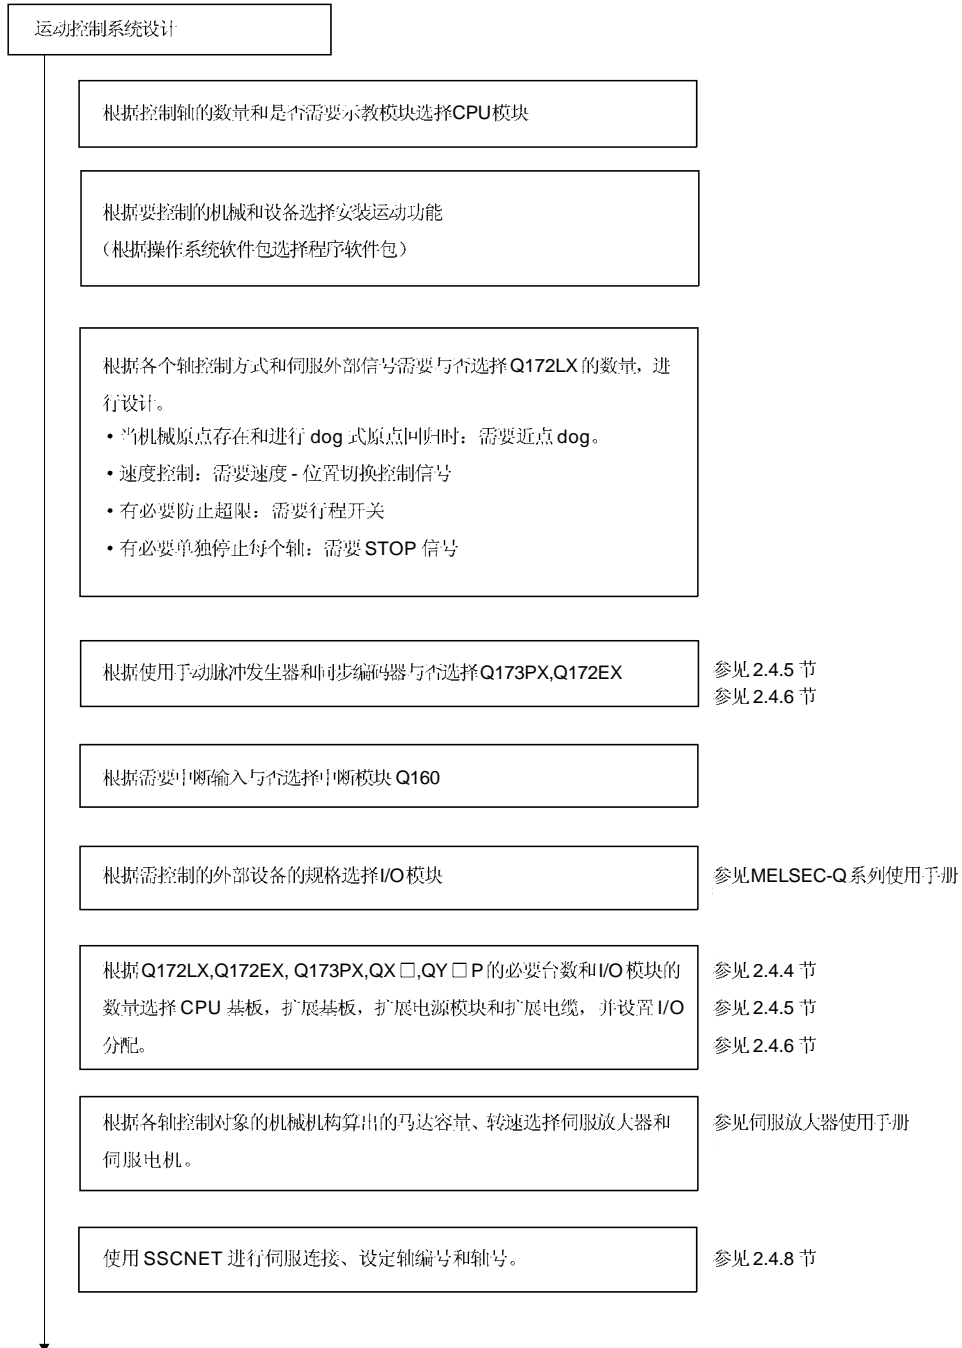 运动控制系统设计
根据控制轴的数量和是否需要示教模块选择CPU模块
根据要控制的机械和设备选择安装运动功能
（根据操作系统软件包选择程序软件包）
根据各个轴控制方式和伺服外部信号需要与否选择Q172LX的数量，进
行设计。
•当机械原点存在和进行 dog 式原点回归时：需要近点 dog。
•速度控制：需要速度 - 位置切换控制信号
•有必要防止超限：需要行程开关
•有必要单独停止每个轴：需要 STOP 信号
根据使用手动脉冲发生器和同步编码器与否选择Q173PX,Q172EX
参见 2.4.5 节
参见 2.4.6 节
根据需要中断输入与否选择中断模块 Q160
根据需控制的外部设备的规格选择I/O模块
参见MELSEC-Q系列使用手册
根据Q172LX,Q172EX, Q173PX,QX□,QY□P的必要台数和I/O模块的
数量选择 CPU 基板，扩展基板，扩展电源模块和扩展电缆，并设置 I/O
分配。
参见 2.4.4 节
参见 2.4.5 节
参见 2.4.6 节
根据各轴控制对象的机械机构算出的马达容量、转速选择伺服放大器和
伺服电机。
参见伺服放大器使用手册
使用 SSCNET 进行伺服连接、设定轴编号和轴号。
参见 2.4.8 节